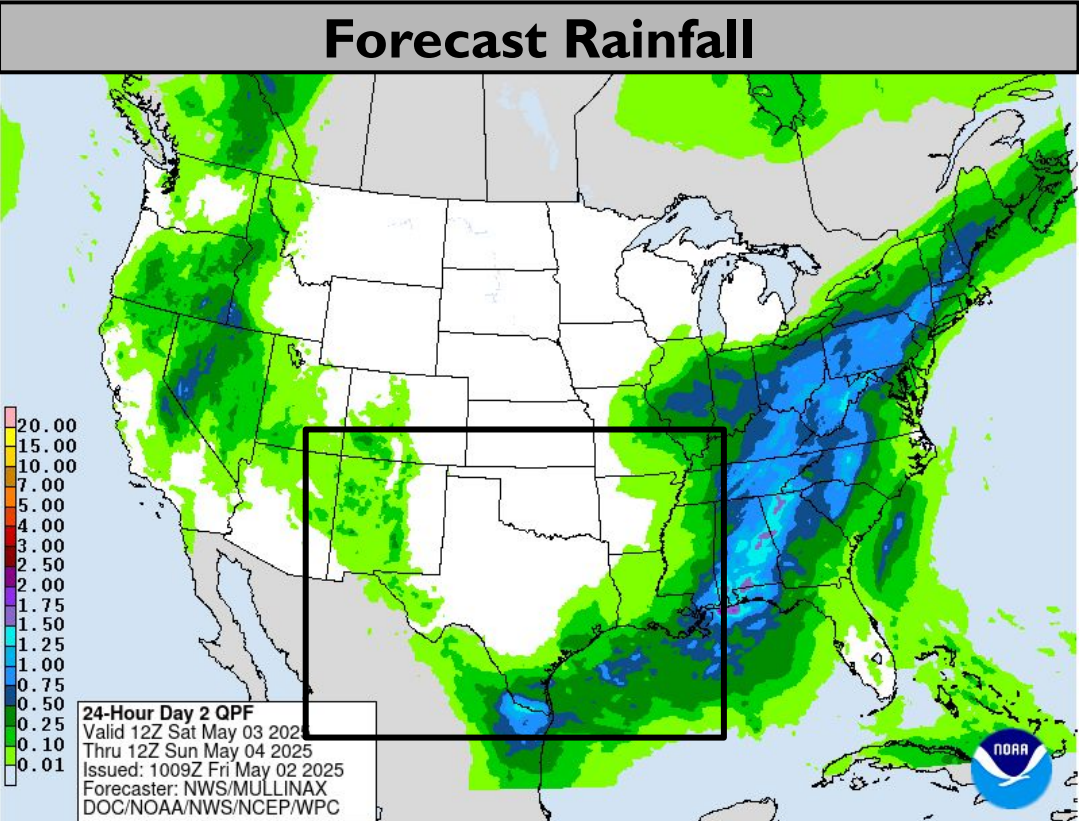 Forecast Rainfall
20.00
15.00
10.00
7.00
5.00
4.00
3.00
2.50
2.00
1.75
1.50
1.25
1.00
0.75
0.50
0.25
0.10
0.01
24-Hour Day 2 QPF
Valid 12Z Sat May 03 2025
Thru 12Z Sun May 04 2025
Issued: 1009Z Fri May 02 2025
Forecaster: NWS/MULLINAX
DOC/NOAA/NWS/NCEP/WPC
NOAA